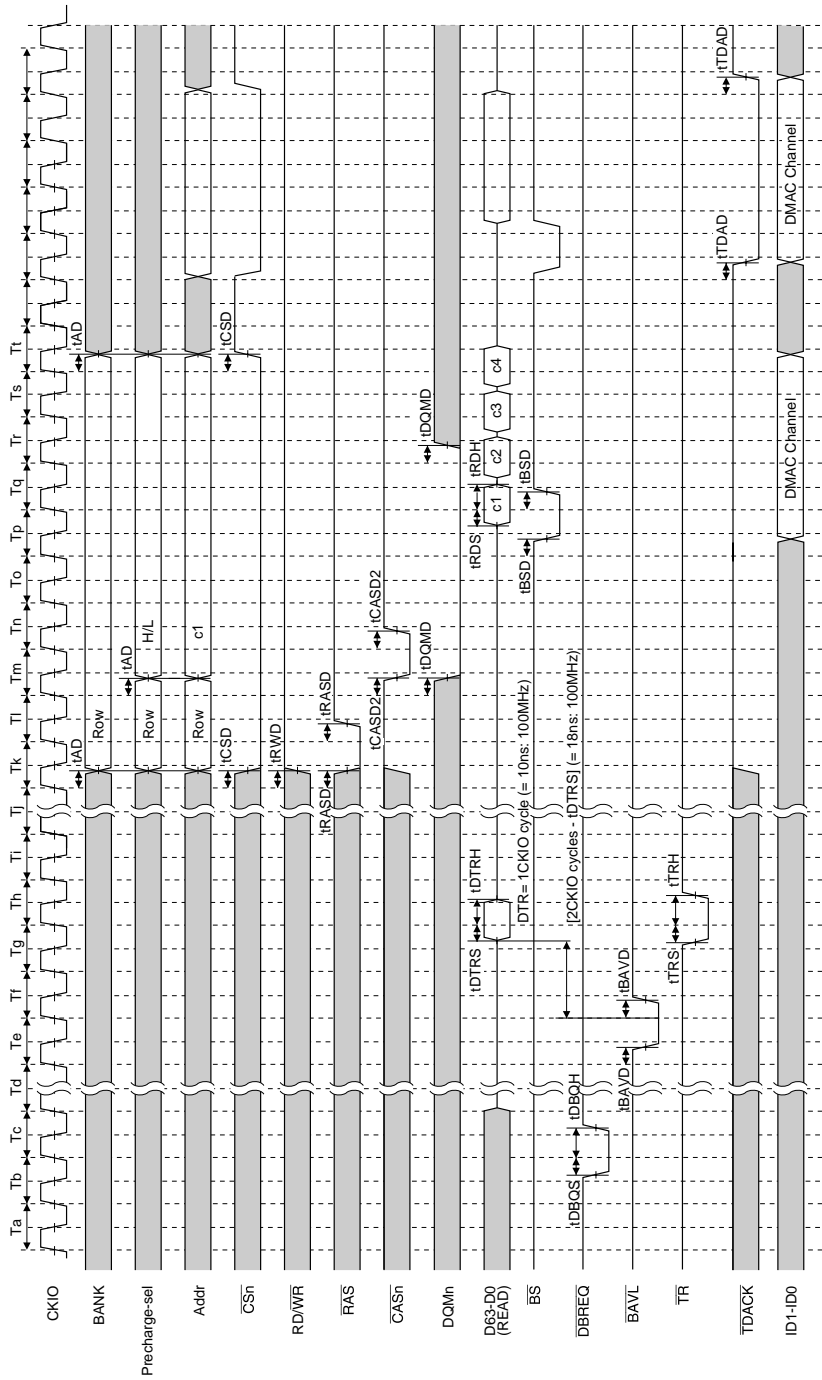 Ta Tb Tc Td Te Tf Tg Th Ti Tj Tk Tl Tm Tn To Tp Tq Tr Ts Tt
CKIO
tAD tAD
BANK Row
tAD
Precharge-sel Row H/L
Addr Row c1
tCSD tCSD
CSn
tRWD
RD/WR
tRASD tRASD
RAS
tCASD2 tCASD2
CASn
tDQMD tDQMD
DQMn
tDTRS tDTRH tRDS tRDH
D63-D0
(READ)
c1 c2 c3 c4
DTR= 1CKIO cycle (= 10ns: 100MHz)
tBSD tBSD
BS
[2CKIO cycles - tDTRS] (= 18ns: 100MHz)
tDBQS tDBQH
DBREQ
tBAVD tBAVD
BAVL
tTRS tTRH
TR
tTDAD tTDAD
TDACK
ID1-ID0 DMAC Channel DMAC Channel